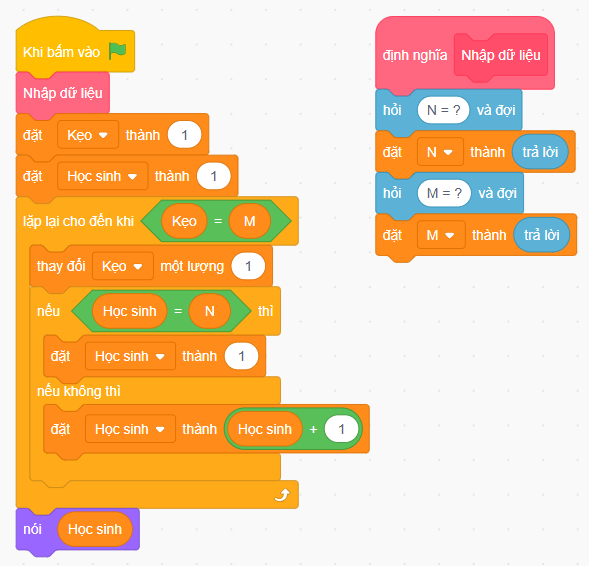 Khi bấm vào
Nhập dữ liệu
đặt Kẹo thành 1
đặt Học sinh thành 1
lặp lại cho đến khi Kẹo = M
thay đổi Kẹo một lượng 1
nếu Học sinh = N thì
đặt Học sinh thành 1
nếu không thì
đặt Học sinh thành Học sinh + 1
nói Học sinh
định nghĩa Nhập dữ liệu
hỏi N = ? và đợi
đặt N thành trả lời
hỏi M = ? và đợi
đặt M thành trả lời